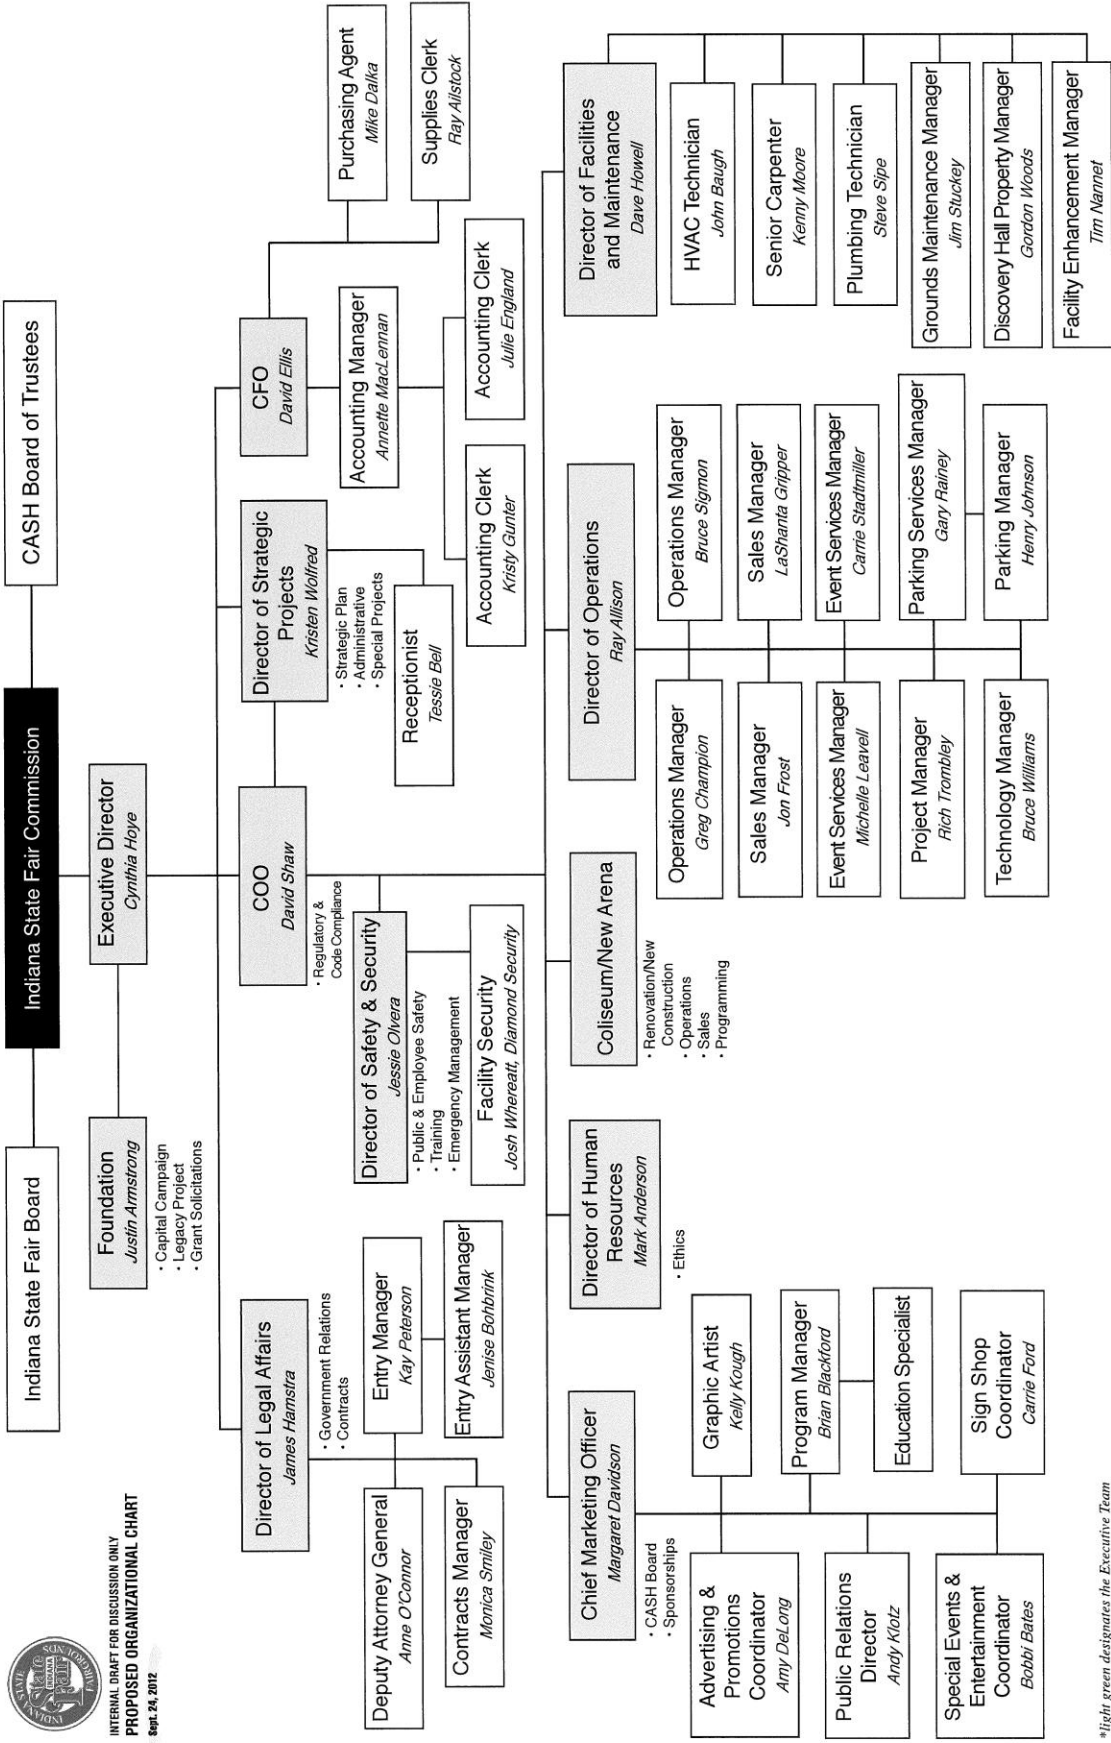 INDIANA STATE
State
INDIANA
Fair
FAIRGROUNDS
INTERNAL DRAFT FOR DISCUSSION ONLY
PROPOSED ORGANIZATIONAL CHART
Sept. 24, 2012
Indiana State Fair Board
Indiana State Fair Commission
CASH Board of Trustees
Foundation
Justin Armstrong
· Capital Campaign
· Legacy Project
· Grant Solicitations
Executive Director
Cynthia Hoye
Director of Legal Affairs
James Hamstra
· Government Relations
· Contracts
Deputy Attorney General
Anne O'Connor
Entry Manager
Kay Peterson
Contracts Manager
Monica Smiley
Entry Assistant Manager
Jenise Bohbrink
COO
David Shaw
· Regulatory &
Code Compliance
Director of Safety & Security
Jessie Olvera
· Public & Employee Safety
· Training
· Emergency Management
Facility Security
Josh Whereatt, Diamond Security
Director of Strategic
Projects
Kristen Wolfred
· Strategic Plan
· Administrative
· Special Projects
Receptionist
Tessie Bell
CFO
David Ellis
Accounting Manager
Annette MacLennan
Accounting Clerk
Kristy Gunter
Accounting Clerk
Julie England
Purchasing Agent
Mike Dalka
Supplies Clerk
Ray Ailstock
Chief Marketing Officer
Margaret Davidson
· CASH Board
· Sponsorships
Advertising &
Promotions
Coordinator
Amy DeLong
Graphic Artist
Kelly Kough
Public Relations
Director
Andy Klotz
Program Manager
Brian Blackford
Education Specialist
Special Events &
Entertainment
Coordinator
Bobbi Bates
Sign Shop
Coordinator
Carrie Ford
Director of Human
Resources
Mark Anderson
· Ethics
Coliseum/New Arena
· Renovation/New
Construction
· Operations
· Sales
· Programming
Director of Operations
Ray Allison
Operations Manager
Greg Champion
Operations Manager
Bruce Sigmon
Sales Manager
Jon Frost
Sales Manager
LaShanta Gripper
Event Services Manager
Michelle Leavell
Event Services Manager
Carrie Stadtmiller
Project Manager
Rich Trombley
Parking Services Manager
Gary Rainey
Technology Manager
Bruce Williams
Parking Manager
Henry Johnson
Director of Facilities
and Maintenance
Dave Howell
HVAC Technician
John Baugh
Senior Carpenter
Kenny Moore
Plumbing Technician
Steve Sipe
Grounds Maintenance Manager
Jim Stuckey
Discovery Hall Property Manager
Gordon Woods
Facility Enhancement Manager
Tim Nannet
*light green designates the Executive Team